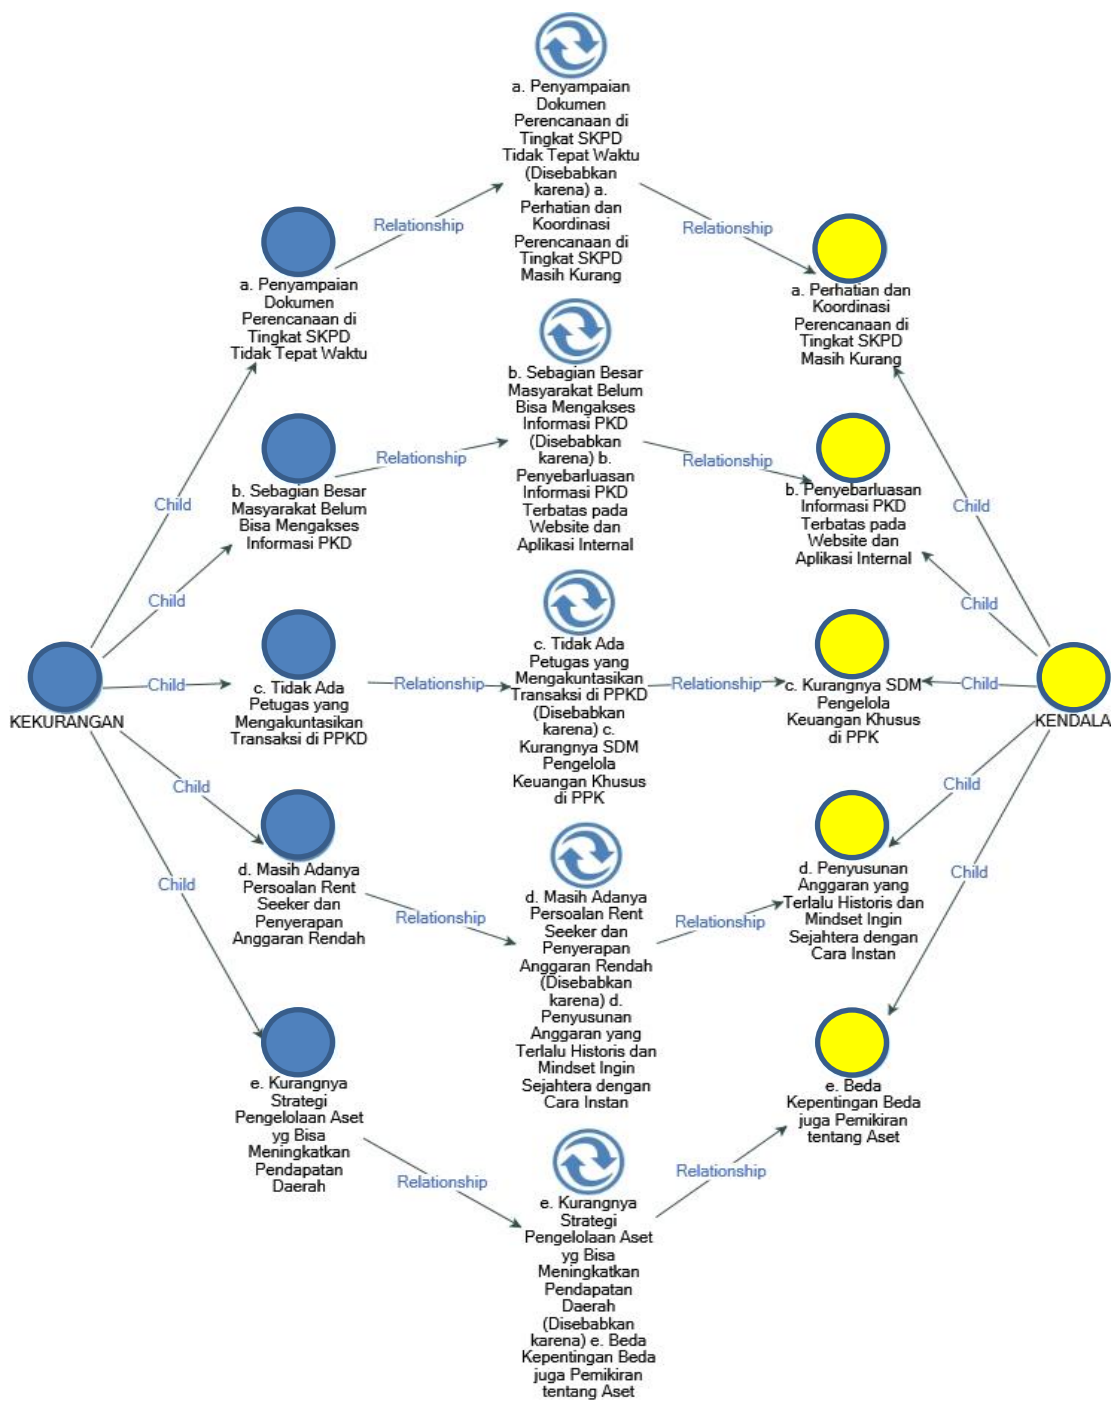 a. Penyampaian
Dokumen
Perencanaan di
Tingkat SKPD
Tidak Tepat Waktu
(Disebabkan
karena) a.
Perhatian dan
Koordinasi
Perencanaan di
Tingkat SKPD
Masih Kurang
Relationship
Relationship
a. Penyampaian
Dokumen
Perencanaan di
Tingkat SKPD
Tidak Tepat Waktu
a. Perhatian dan
Koordinasi
Perencanaan di
Tingkat SKPD
Masih Kurang
b. Sebagian Besar
Masyarakat Belum
Bisa Mengakses
Informasi PKD
(Disebabkan
karena) b.
Penyebarluasan
Informasi PKD
Terbatas pada
Website dan
Aplikasi Internal
Relationship
Relationship
b. Sebagian Besar
Masyarakat Belum
Bisa Mengakses
Informasi PKD
b. Penyebarluasan
Informasi PKD
Terbatas pada
Website dan
Aplikasi Internal
Child
Child
Child
Child
c. Tidak Ada
Petugas yang
Mengakuntasikan
Transaksi di PPKD
(Disebabkan
karena) c.
Kurangnya SDM
Pengelola
Keuangan Khusus
di PPK
KEKURANGAN
Child
c. Tidak Ada
Petugas yang
Mengakuntasikan
Transaksi di PPKD
Relationship
Relationship
c. Kurangnya SDM
Pengelola
Keuangan Khusus
di PPK
Child
KENDALA
Child
Child
d. Masih Adanya
Persoalan Rent
Seeker dan
Penyerapan
Anggaran Rendah
Relationship
d. Masih Adanya
Persoalan Rent
Seeker dan
Penyerapan
Anggaran Rendah
(Disebabkan
karena) d.
Penyusunan
Anggaran yang
Terlalu Historis dan
Mindset Ingin
Sejahtera dengan
Cara Instan
Relationship
d. Penyusunan
Anggaran yang
Terlalu Historis dan
Mindset Ingin
Sejahtera dengan
Cara Instan
Child
Child
e. Kurangnya
Strategi
Pengelolaan Aset
yg Bisa
Meningkatkan
Pendapatan
Daerah
Relationship
e. Kurangnya
Strategi
Pengelolaan Aset
yg Bisa
Meningkatkan
Pendapatan
Daerah
(Disebabkan
karena) e. Beda
Kepentingan Beda
juga Pemikiran
tentang Aset
Relationship
e. Beda
Kepentingan Beda
juga Pemikiran
tentang Aset